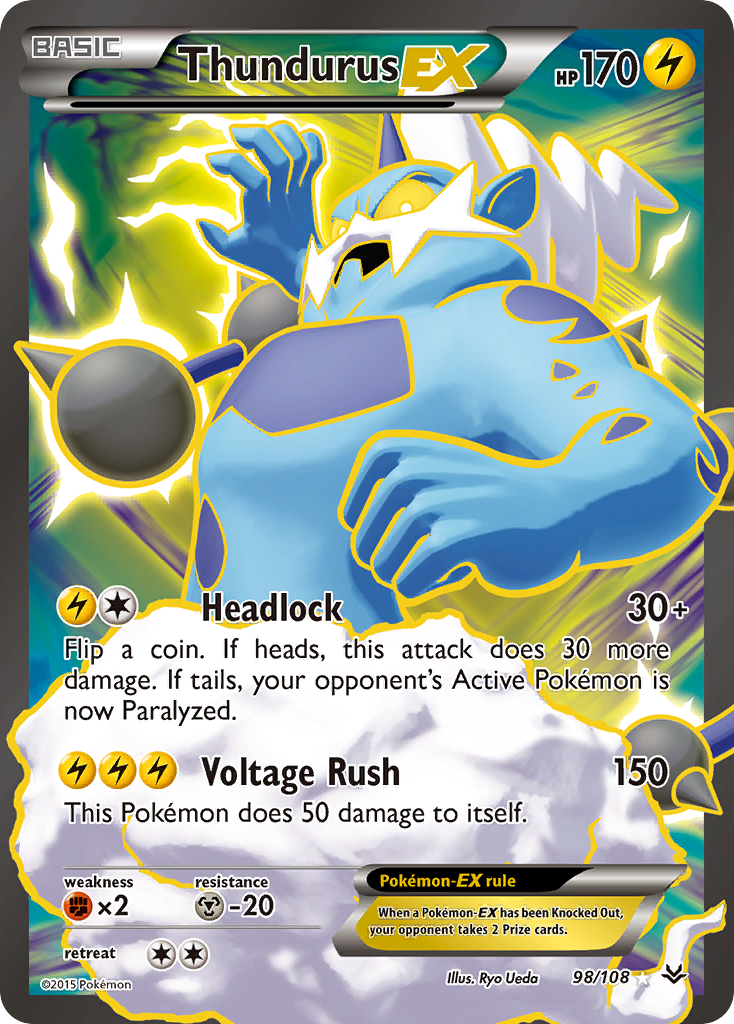 BASIC
Thundurus EX
HP 170
Headlock 30+
Flip a coin. If heads, this attack does 30 more
damage. If tails, your opponent's Active Pokémon is
now Paralyzed.
Voltage Rush 150
This Pokémon does 50 damage to itself.
weakness
×2
resistance
-20
retreat
Pokémon-EX rule
When a Pokémon-EX has been Knocked Out,
your opponent takes 2 Prize cards.
©2015 Pokémon
Illus. Ryo Ueda
98/108